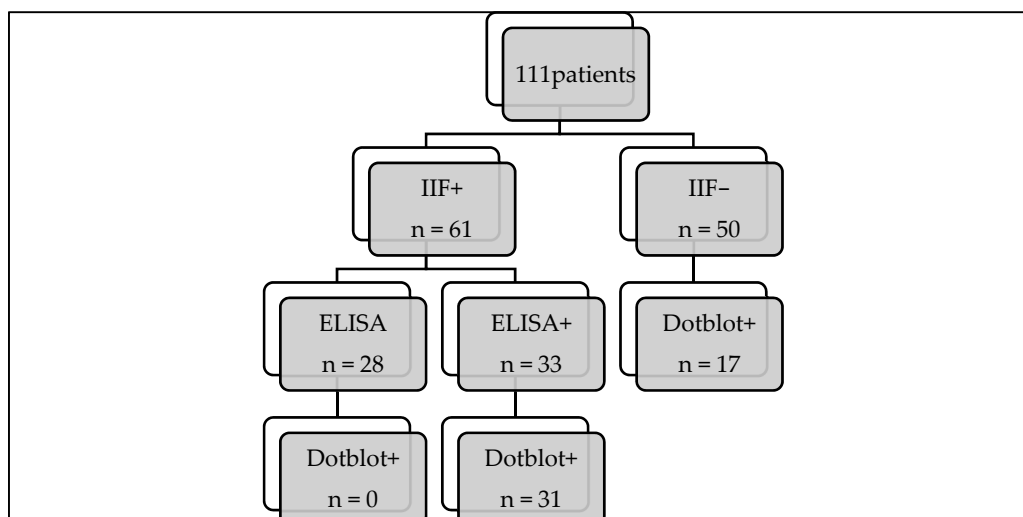 111patients
IIF+
n = 61
IIF−
n = 50
ELISA
n = 28
ELISA+
n = 33
Dotblot+
n = 17
Dotblot+
n = 0
Dotblot+
n = 31